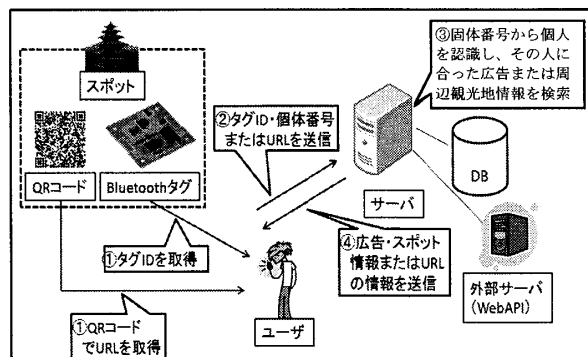 スポット
QRコード
Bluetoothタグ
①タグIDを取得
①QRコード
でURLを取得
②タグID・個体番号
またはURLを送信
ユーザ
サーバ
③固体番号から個人
を認識し、その人に
合った広告または周
辺観光地情報を検索
DB
外部サーバ
(WebAPI)
④広告・スポット
情報またはURL
の情報を送信